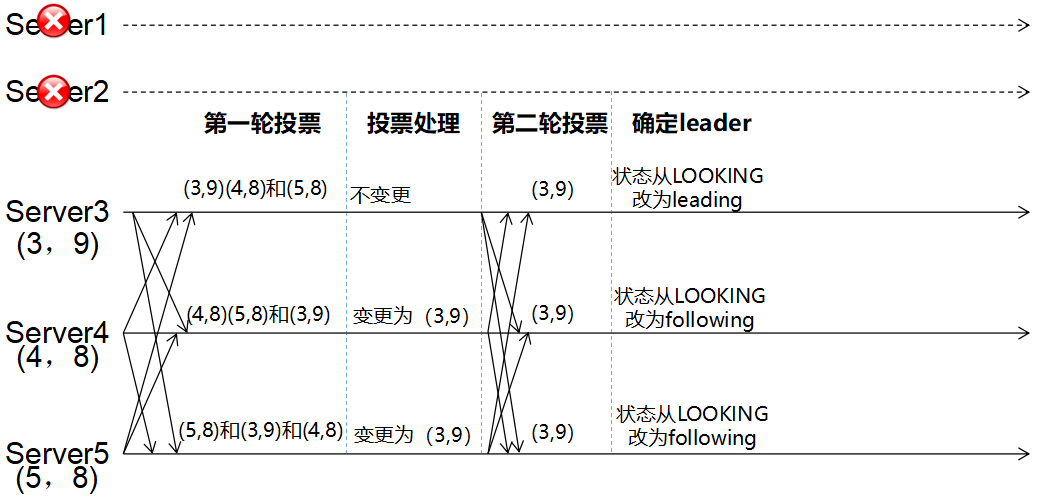 Server1
Server2
第一轮投票 投票处理 第二轮投票 确定leader
(3,9)(4,8)和(5,8) 不变更 (3,9) 状态从LOOKING
改为leading
Server3
(3，9)
(4,8)(5,8)和(3,9) 变更为（3,9） (3,9) 状态从LOOKING
改为following
Server4
(4，8)
(5,8)和(3,9)和(4,8) 变更为（3,9） (3,9) 状态从LOOKING
改为following
Server5
(5，8)